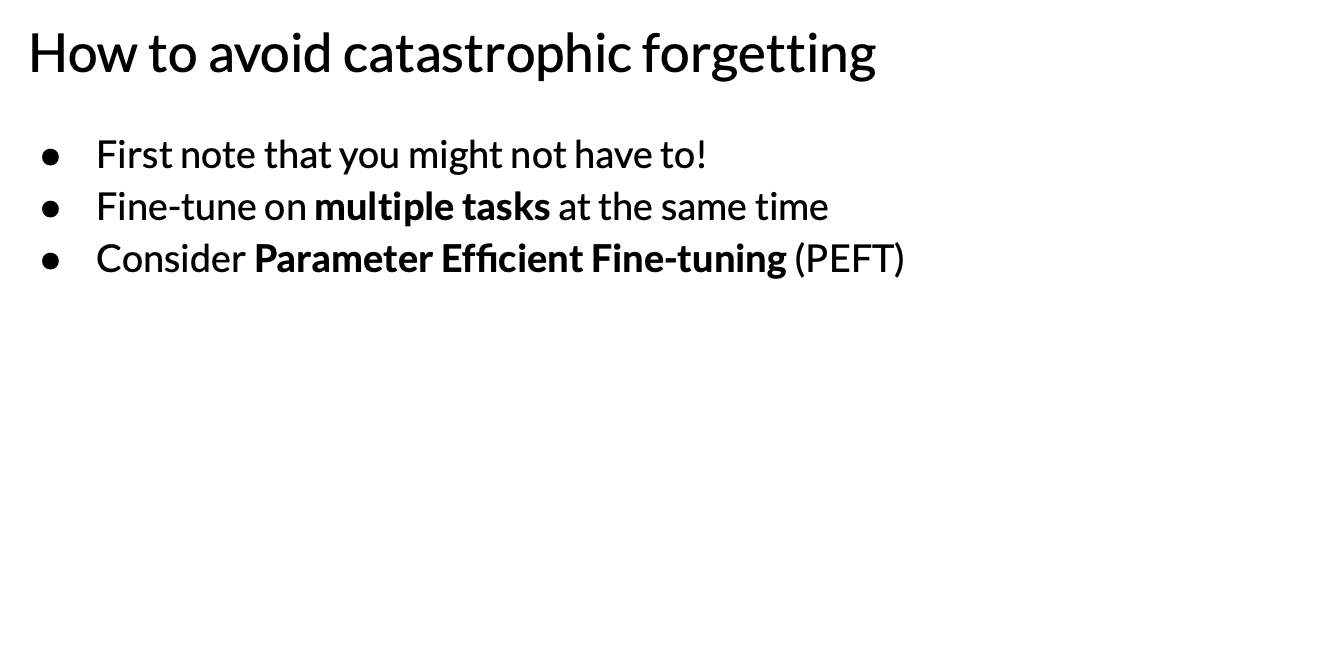 How to avoid catastrophic forgetting
● First note that you might not have to!
● Fine-tune on multiple tasks at the same time
● Consider Parameter Efficient Fine-tuning (PEFT)